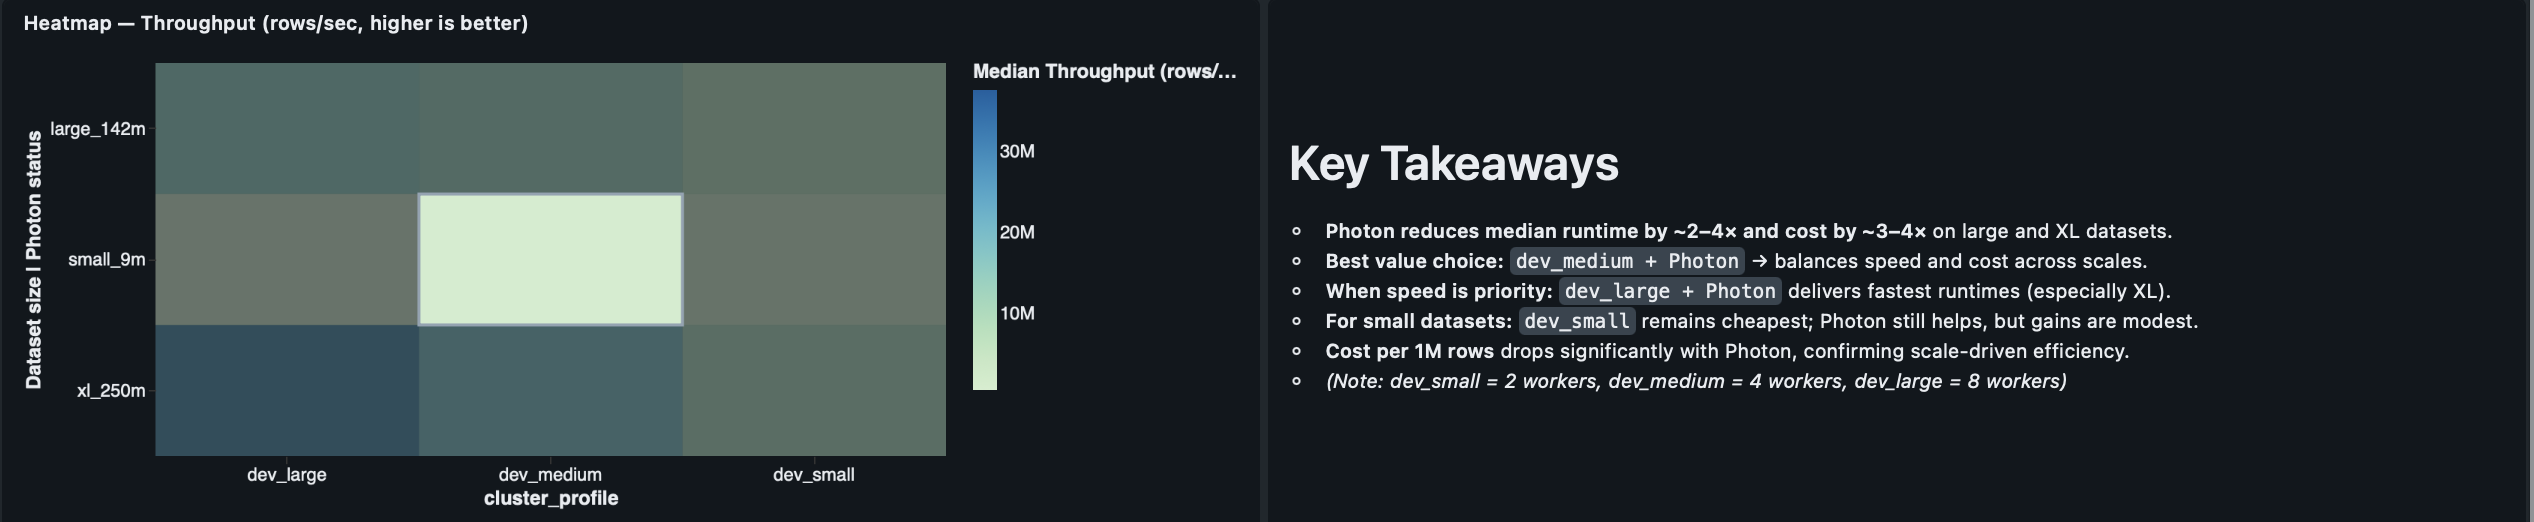 Heatmap — Throughput (rows/sec, higher is better)
Median Throughput (rows/...
30M
20M
10M
Dataset size | Photon status
large_142m
small_9m
xl_250m
dev_large
dev_medium
dev_small
cluster_profile
Key Takeaways
Photon reduces median runtime by ~2–4× and cost by ~3–4× on large and XL datasets.
Best value choice: dev_medium + Photon → balances speed and cost across scales.
When speed is priority: dev_large + Photon delivers fastest runtimes (especially XL).
For small datasets: dev_small remains cheapest; Photon still helps, but gains are modest.
Cost per 1M rows drops significantly with Photon, confirming scale-driven efficiency.
(Note: dev_small = 2 workers, dev_medium = 4 workers, dev_large = 8 workers)